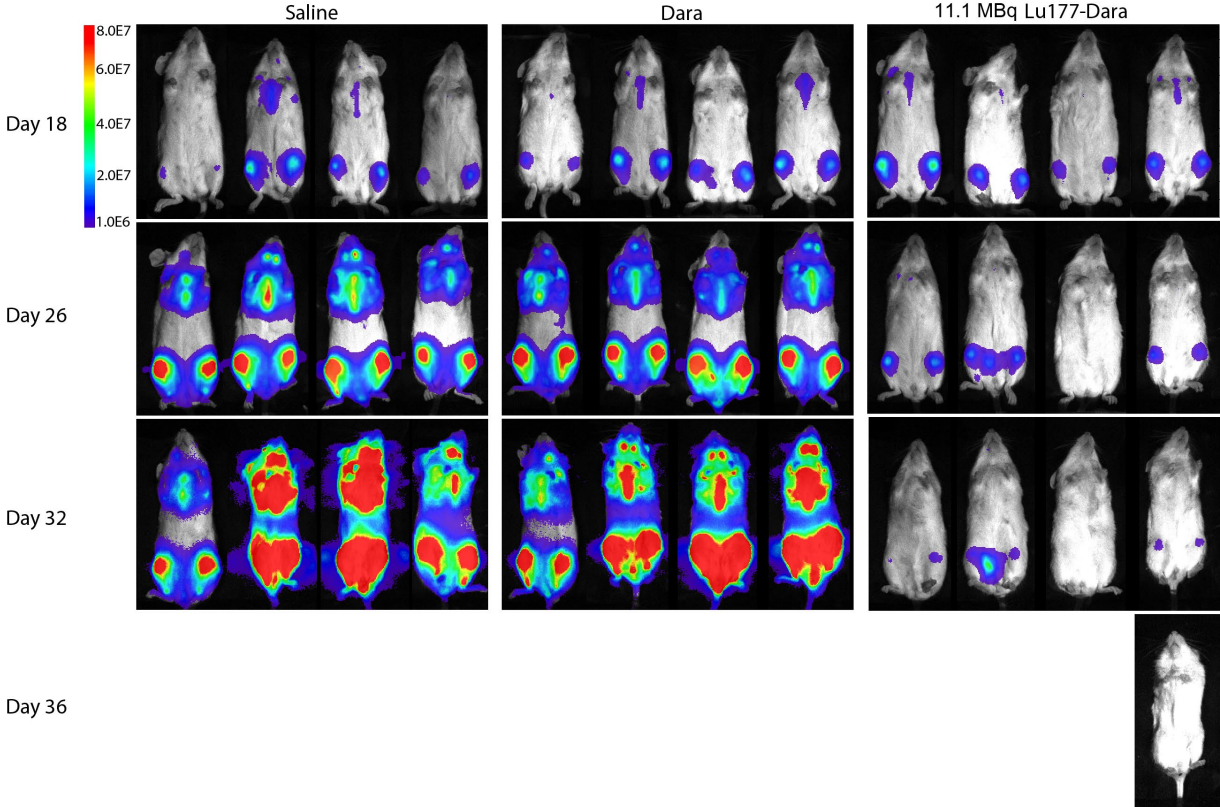 Saline Dara 11.1 MBq Lu177-Dara
8.0E7
6.0E7
Day 18
4.0E7
2.0E7
1.0E6
Day 26
Day 32
Day 36